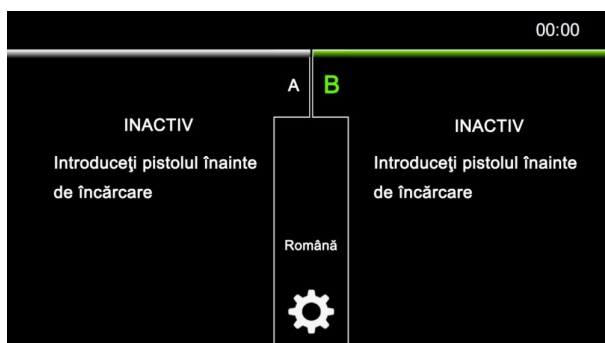 00:00
A B
INACTIV
Introduceţi pistolul înainte
de încărcare
INACTIV
Introduceţi pistolul înainte
de încărcare
Română